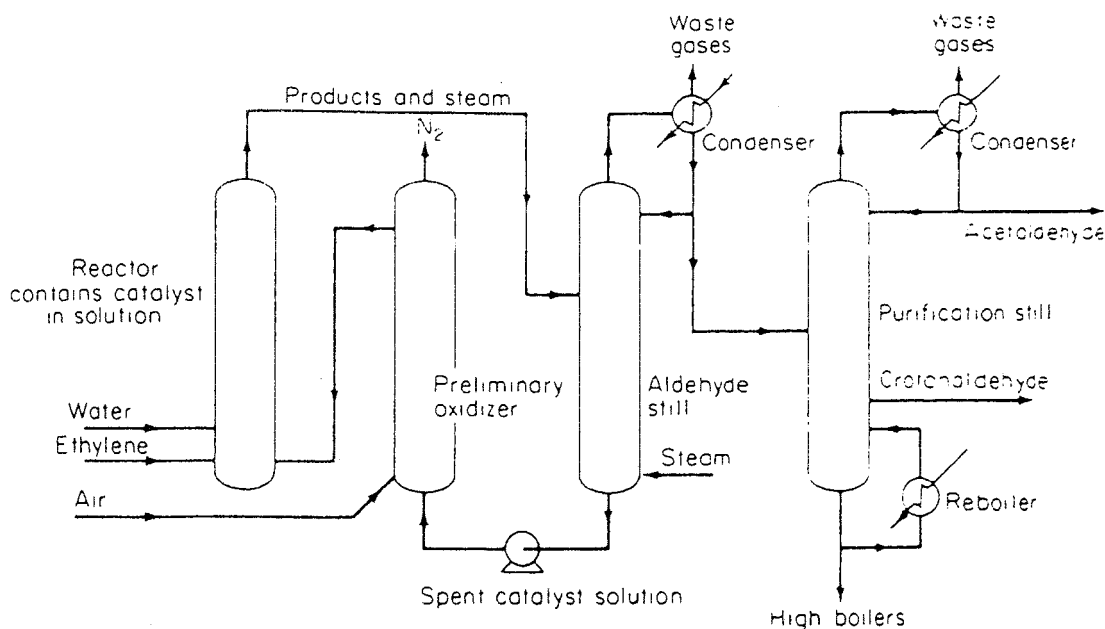 Waste
gases
Waste
gases
Products and steam
N2
Condenser
Condenser
Acetaldehyde
Reactor
contains catalyst
in solution
Purification still
Preliminary
oxidizer
Aldehyde
still
Crotonaldehyde
Water
Ethylene
Steam
Air
Reboiler
Spent catalyst solution
High boilers